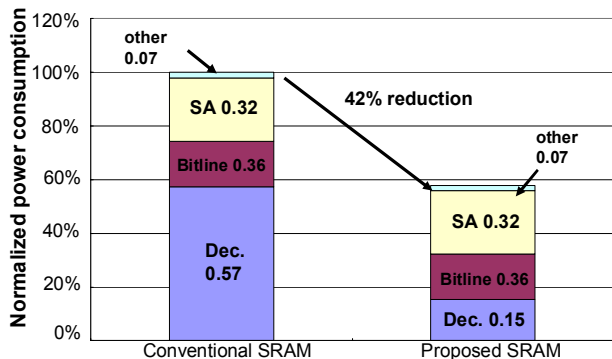 Normalized power consumption
120%
100%
80%
60%
40%
20%
0%
other
0.07
SA 0.32
Bitline 0.36
Dec.
0.57
42% reduction
other
0.07
SA 0.32
Bitline 0.36
Dec. 0.15
Conventional SRAM
Proposed SRAM